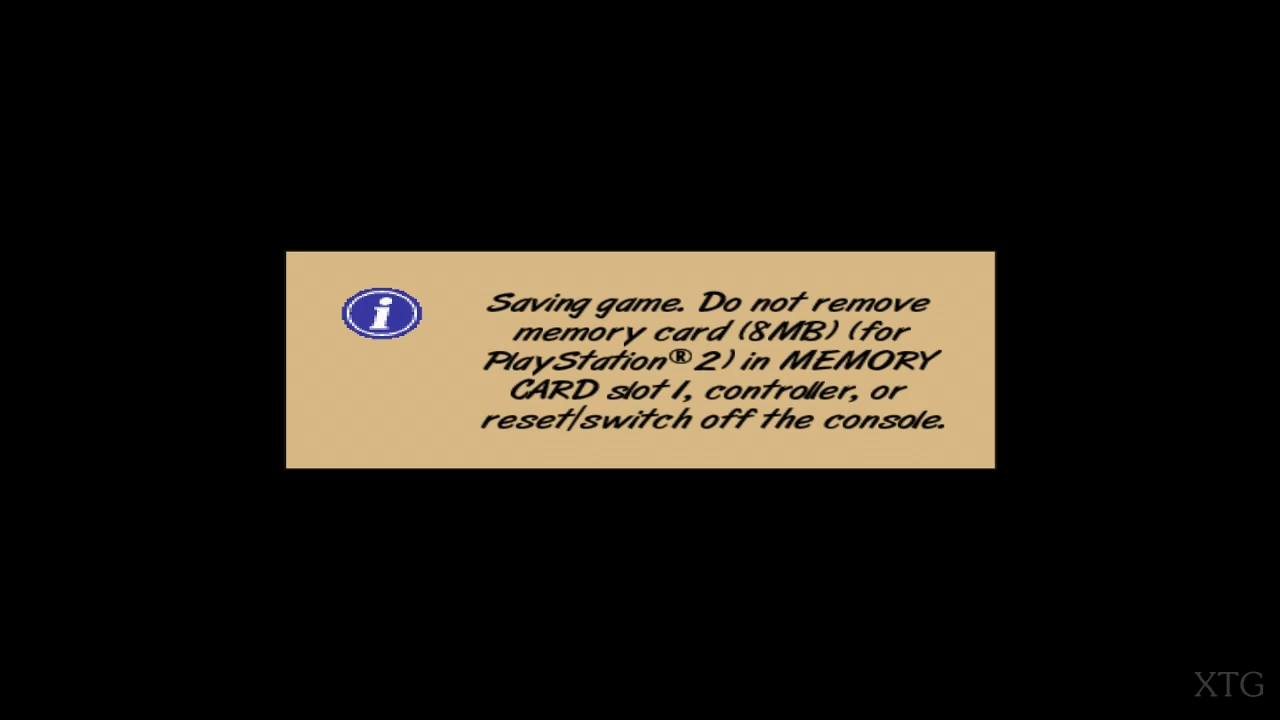 i
Saving game. Do not remove
memory card (8MB) (for
PlayStation® 2) in MEMORY
CARD slot 1, controller, or
reset/switch off the console.
XTG